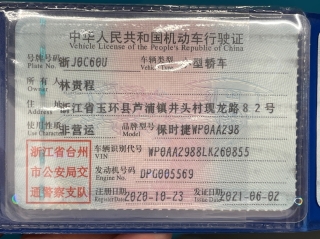 中华人民共和国机动车行驶证
Vehicle License of the People's Republic of China
号牌号码 浙J8C60U 车辆类型 小型轿车
Plate No. Vehicle Type
所有人 林贵程
Owner
住址 浙江省玉环县芦浦镇井头村现龙路82号
Address
使用性质 非营运 品牌型号 保时捷WP0AA298
Use Character Model
浙江省台州 车辆识别代号 WP0AA2988LK260855
VIN
市公安局交 发动机号码 DPG005569
Engine No.
通警察支队 注册日期 2020-10-23 发证日期 2021-06-02
Register Date Issue Date